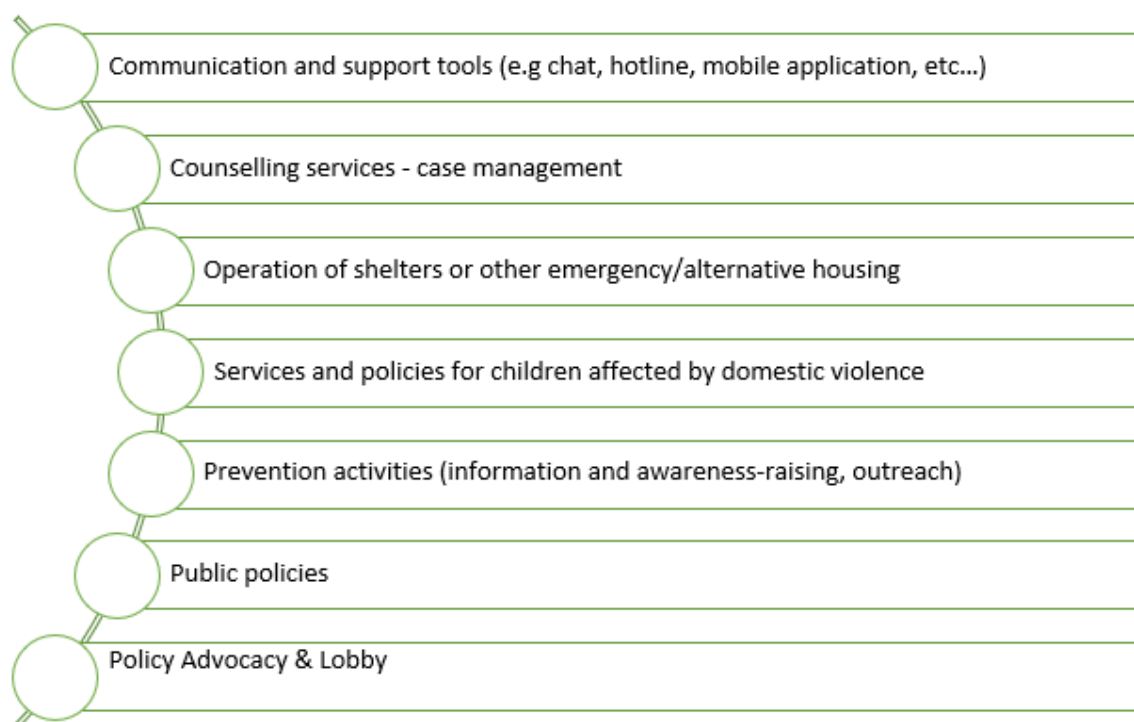 Communication and support tools (e.g chat, hotline, mobile application, etc…)
Counselling services - case management
Operation of shelters or other emergency/alternative housing
Services and policies for children affected by domestic violence
Prevention activities (information and awareness-raising, outreach)
Public policies
Policy Advocacy & Lobby